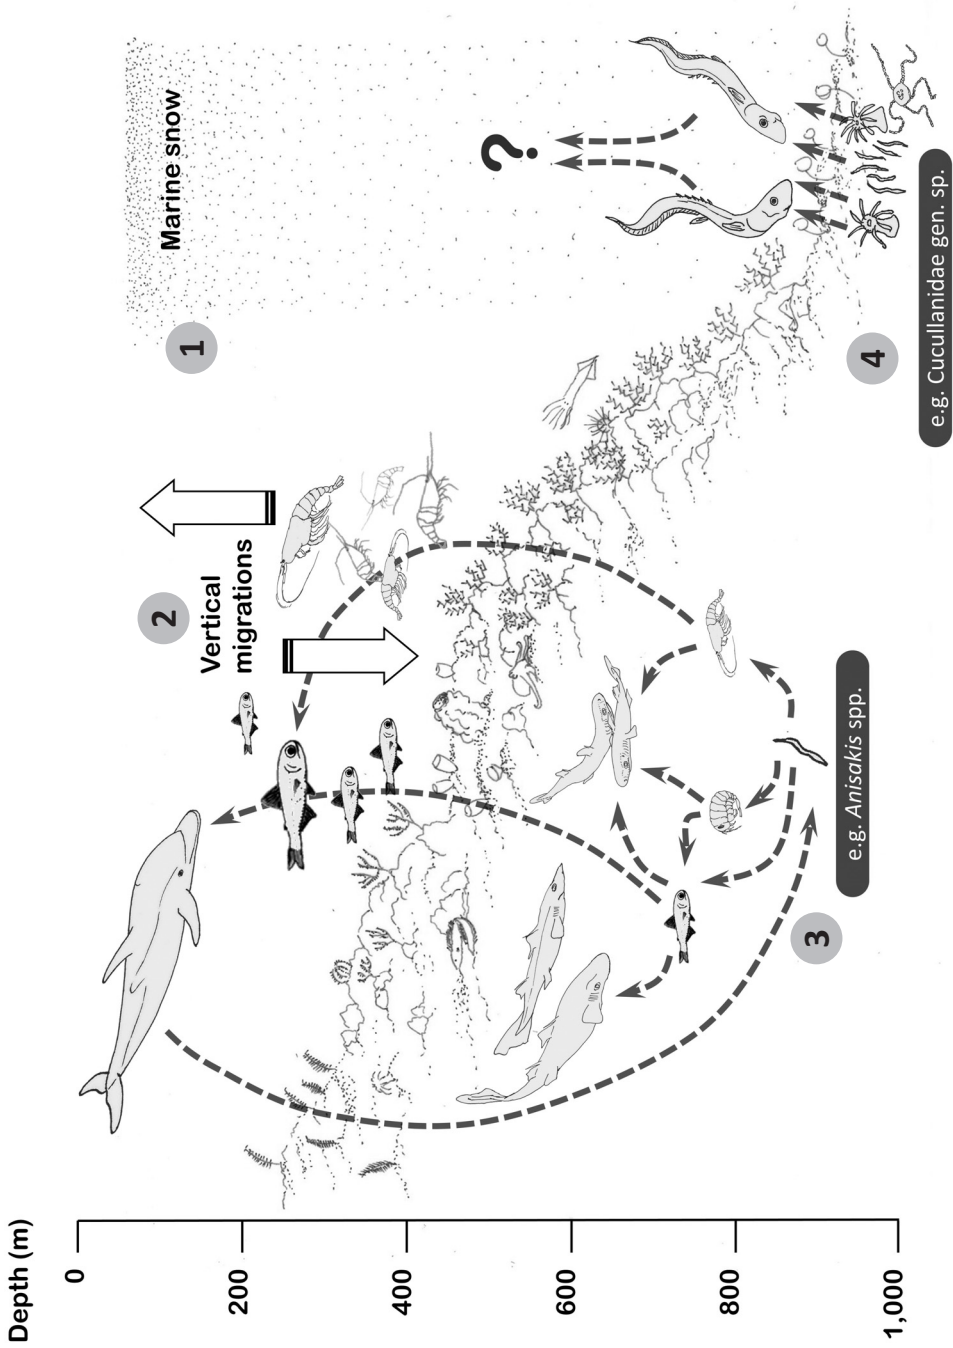 Depth (m)
0
200
400
600
800
1,000
1
Marine snow
2
Vertical
migrations
?
3
e.g. Anisakis spp.
4
e.g. Cucullanidae gen. sp.